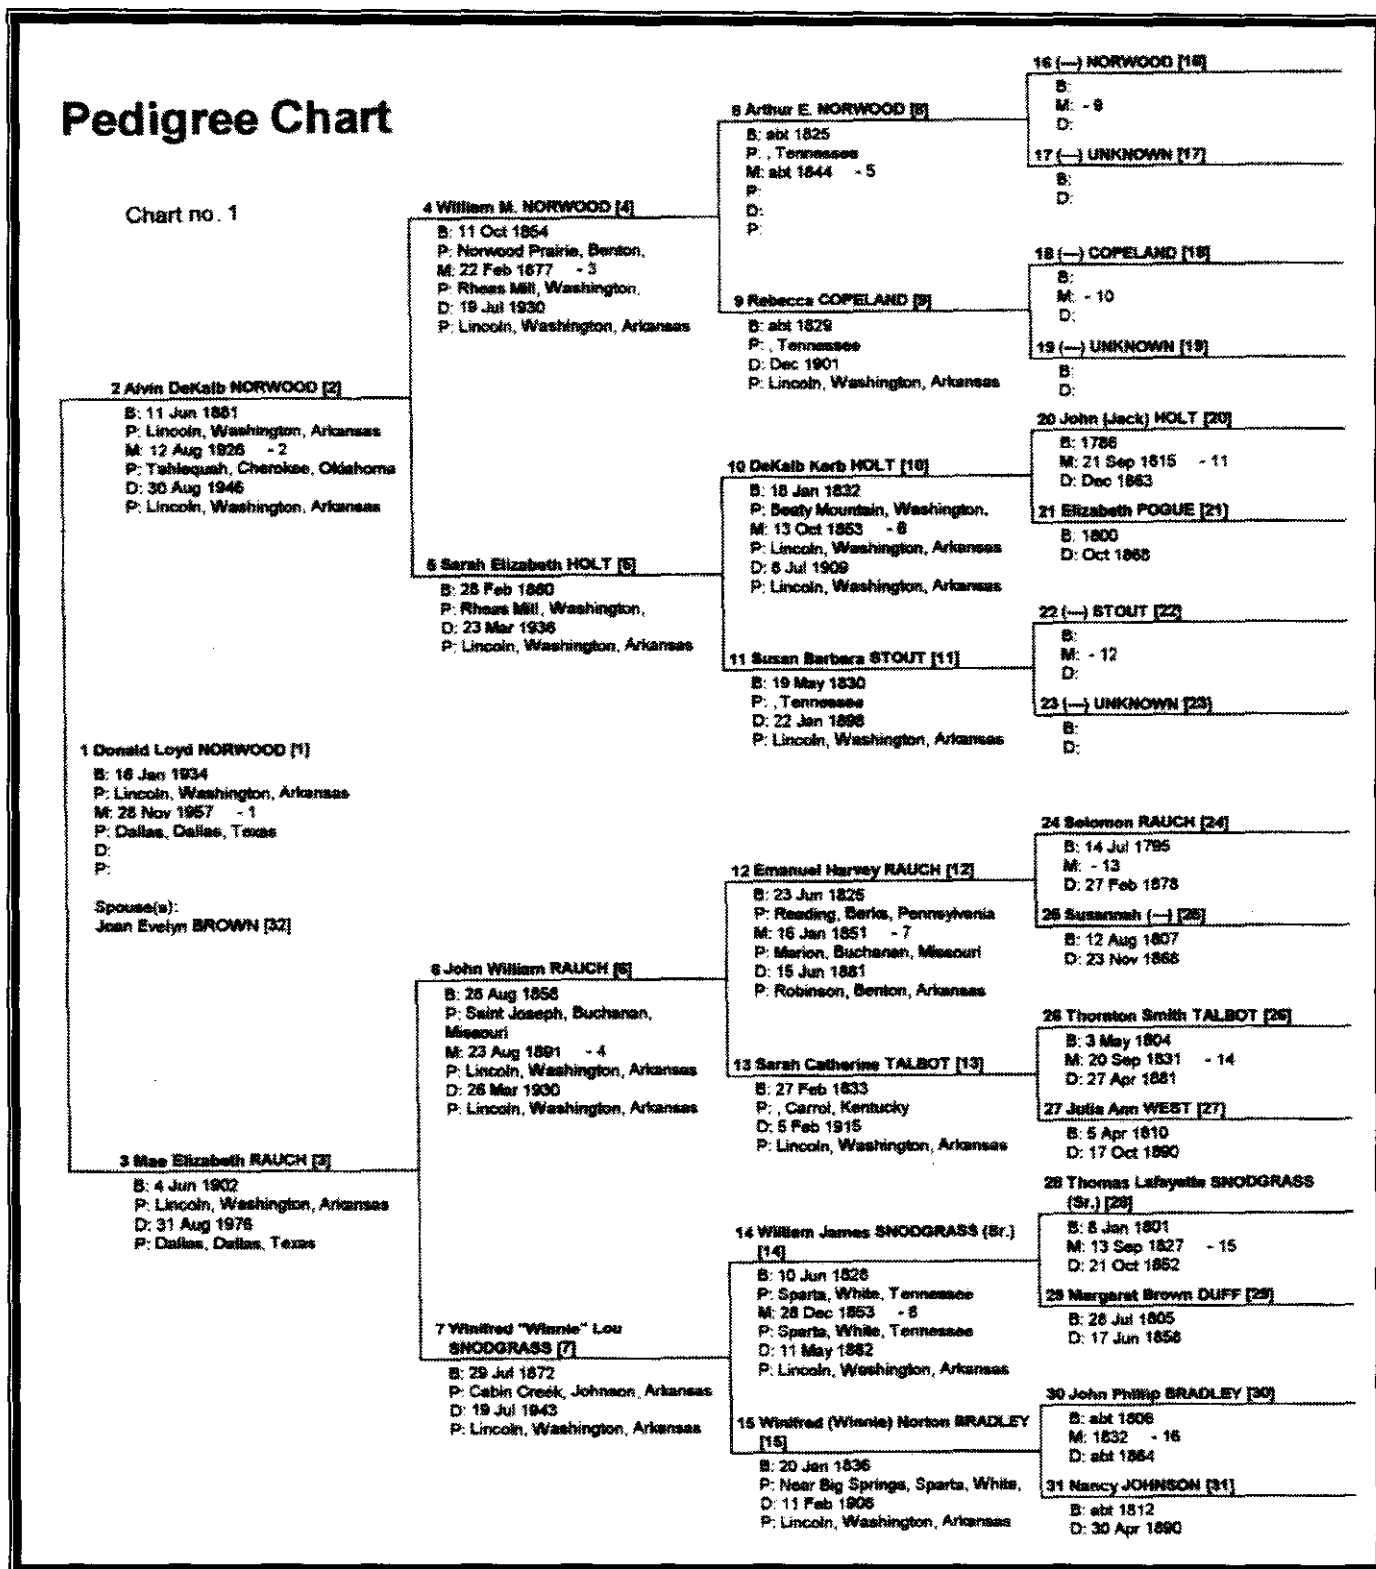 Pedigree Chart
Chart no. 1
1 Donald Loyd NORWOOD [1]
B: 16 Jan 1934
P: Lincoln, Washington, Arkansas
M: 28 Nov 1957 - 1
P: Dallas, Dallas, Texas
D:
P:
Spouse(s):
Joan Evelyn BROWN [32]
2 Alvin DeKalb NORWOOD [2]
B: 11 Jun 1881
P: Lincoln, Washington, Arkansas
M: 12 Aug 1926 - 2
P: Tahlequah, Cherokee, Oklahoma
D: 30 Aug 1946
P: Lincoln, Washington, Arkansas
3 Mae Elizabeth RAUCH [3]
B: 4 Jun 1902
P: Lincoln, Washington, Arkansas
D: 31 Aug 1976
P: Dallas, Dallas, Texas
4 William M. NORWOOD [4]
B: 11 Oct 1854
P: Norwood Prairie, Benton,
M: 22 Feb 1877 - 3
P: Rheas Mill, Washington,
D: 19 Jul 1930
P: Lincoln, Washington, Arkansas
5 Sarah Elizabeth HOLT [5]
B: 28 Feb 1860
P: Rheas Mill, Washington,
D: 23 Mar 1936
P: Lincoln, Washington, Arkansas
6 John William RAUCH [6]
B: 26 Aug 1858
P: Saint Joseph, Buchanan,
Missouri
M: 23 Aug 1891 - 4
P: Lincoln, Washington, Arkansas
D: 26 Mar 1930
P: Lincoln, Washington, Arkansas
7 Winifred "Winnie" Lou
SNODGRASS [7]
B: 29 Jul 1872
P: Cabin Creek, Johnson, Arkansas
D: 19 Jul 1943
P: Lincoln, Washington, Arkansas
8 Arthur E. NORWOOD [8]
B: abt 1825
P: , Tennessee
M: abt 1844 - 5
P:
D:
P:
9 Rebecca COPELAND [9]
B: abt 1829
P: , Tennessee
D: Dec 1901
P: Lincoln, Washington, Arkansas
10 DeKalb Kerb HOLT [10]
B: 18 Jan 1832
P: Beaty Mountain, Washington,
M: 13 Oct 1853 - 6
P: Lincoln, Washington, Arkansas
D: 8 Jul 1909
P: Lincoln, Washington, Arkansas
11 Susan Barbara STOUT [11]
B: 19 May 1830
P: , Tennessee
D: 22 Jan 1898
P: Lincoln, Washington, Arkansas
12 Emanuel Harvey RAUCH [12]
B: 23 Jun 1825
P: Reading, Berks, Pennsylvania
M: 16 Jan 1851 - 7
P: Marion, Buchanan, Missouri
D: 15 Jun 1881
P: Robinson, Benton, Arkansas
13 Sarah Catherine TALBOT [13]
B: 27 Feb 1833
P: , Carrol, Kentucky
D: 5 Feb 1915
P: Lincoln, Washington, Arkansas
14 William James SNODGRASS (Sr.)
[14]
B: 10 Jun 1828
P: Sparta, White, Tennessee
M: 28 Dec 1853 - 8
P: Sparta, White, Tennessee
D: 11 May 1882
P: Lincoln, Washington, Arkansas
15 Winifred (Winnie) Norton BRADLEY
[15]
B: 20 Jan 1836
P: Near Big Springs, Sparta, White,
D: 11 Feb 1908
P: Lincoln, Washington, Arkansas
16 (---) NORWOOD [16]
B:
M: - 9
D:
17 (---) UNKNOWN [17]
B:
D:
18 (---) COPELAND [18]
B:
M: - 10
D:
19 (---) UNKNOWN [19]
B:
D:
20 John (Jack) HOLT [20]
B: 1786
M: 21 Sep 1815 - 11
D: Dec 1863
21 Elizabeth POGUE [21]
B: 1800
D: Oct 1868
22 (---) STOUT [22]
B:
M: - 12
D:
23 (---) UNKNOWN [23]
B:
D:
24 Solomon RAUCH [24]
B: 14 Jul 1795
M: - 13
D: 27 Feb 1878
25 Susannah (---) [25]
B: 12 Aug 1807
D: 23 Nov 1868
26 Thornton Smith TALBOT [26]
B: 3 May 1804
M: 20 Sep 1831 - 14
D: 27 Apr 1881
27 Julia Ann WEST [27]
B: 5 Apr 1810
D: 17 Oct 1890
28 Thomas Lafayette SNODGRASS
(Sr.) [28]
B: 8 Jan 1801
M: 13 Sep 1827 - 15
D: 21 Oct 1852
29 Margaret Brown DUFF [29]
B: 28 Jul 1805
D: 17 Jun 1858
30 John Phillip BRADLEY [30]
B: abt 1806
M: 1832 - 16
D: abt 1864
31 Nancy JOHNSON [31]
B: abt 1812
D: 30 Apr 1890